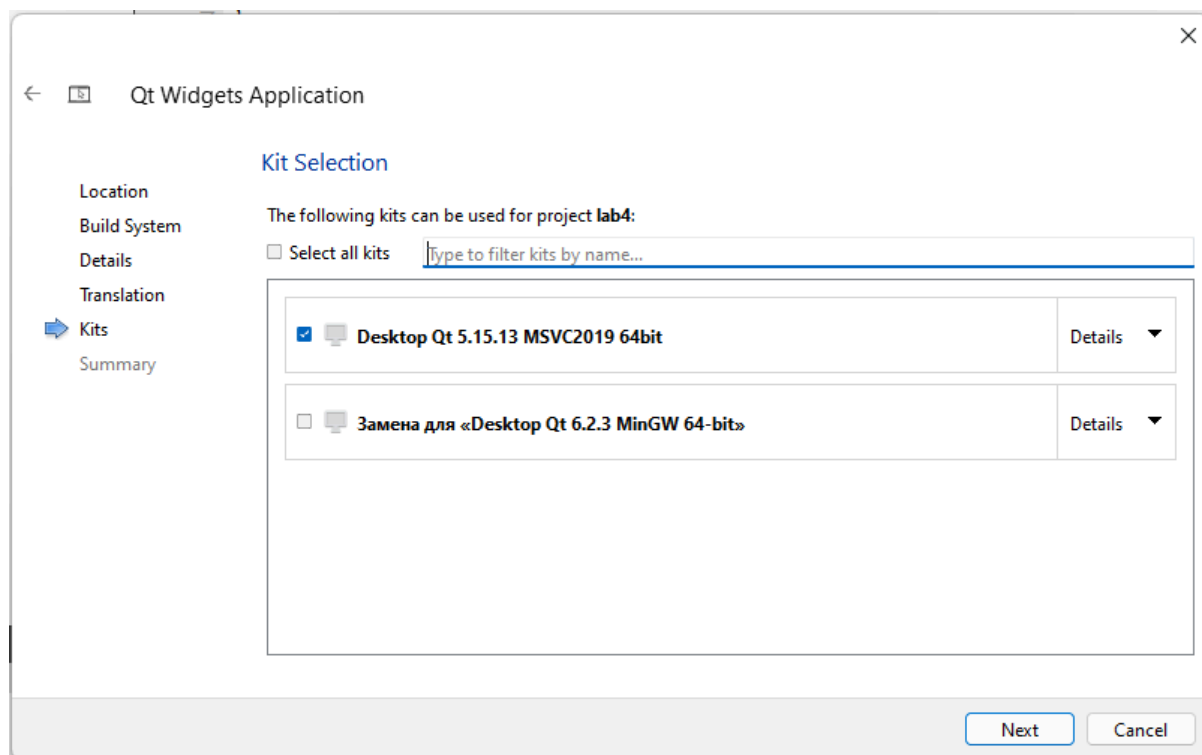 Qt Widgets Application
Location
Build System
Details
Translation
Kits
Summary
Kit Selection
The following kits can be used for project lab4:
Select all kits
Type to filter kits by name...
Desktop Qt 5.15.13 MSVC2019 64bit
Details
Замена для «Desktop Qt 6.2.3 MinGW 64-bit»
Details
Next
Cancel